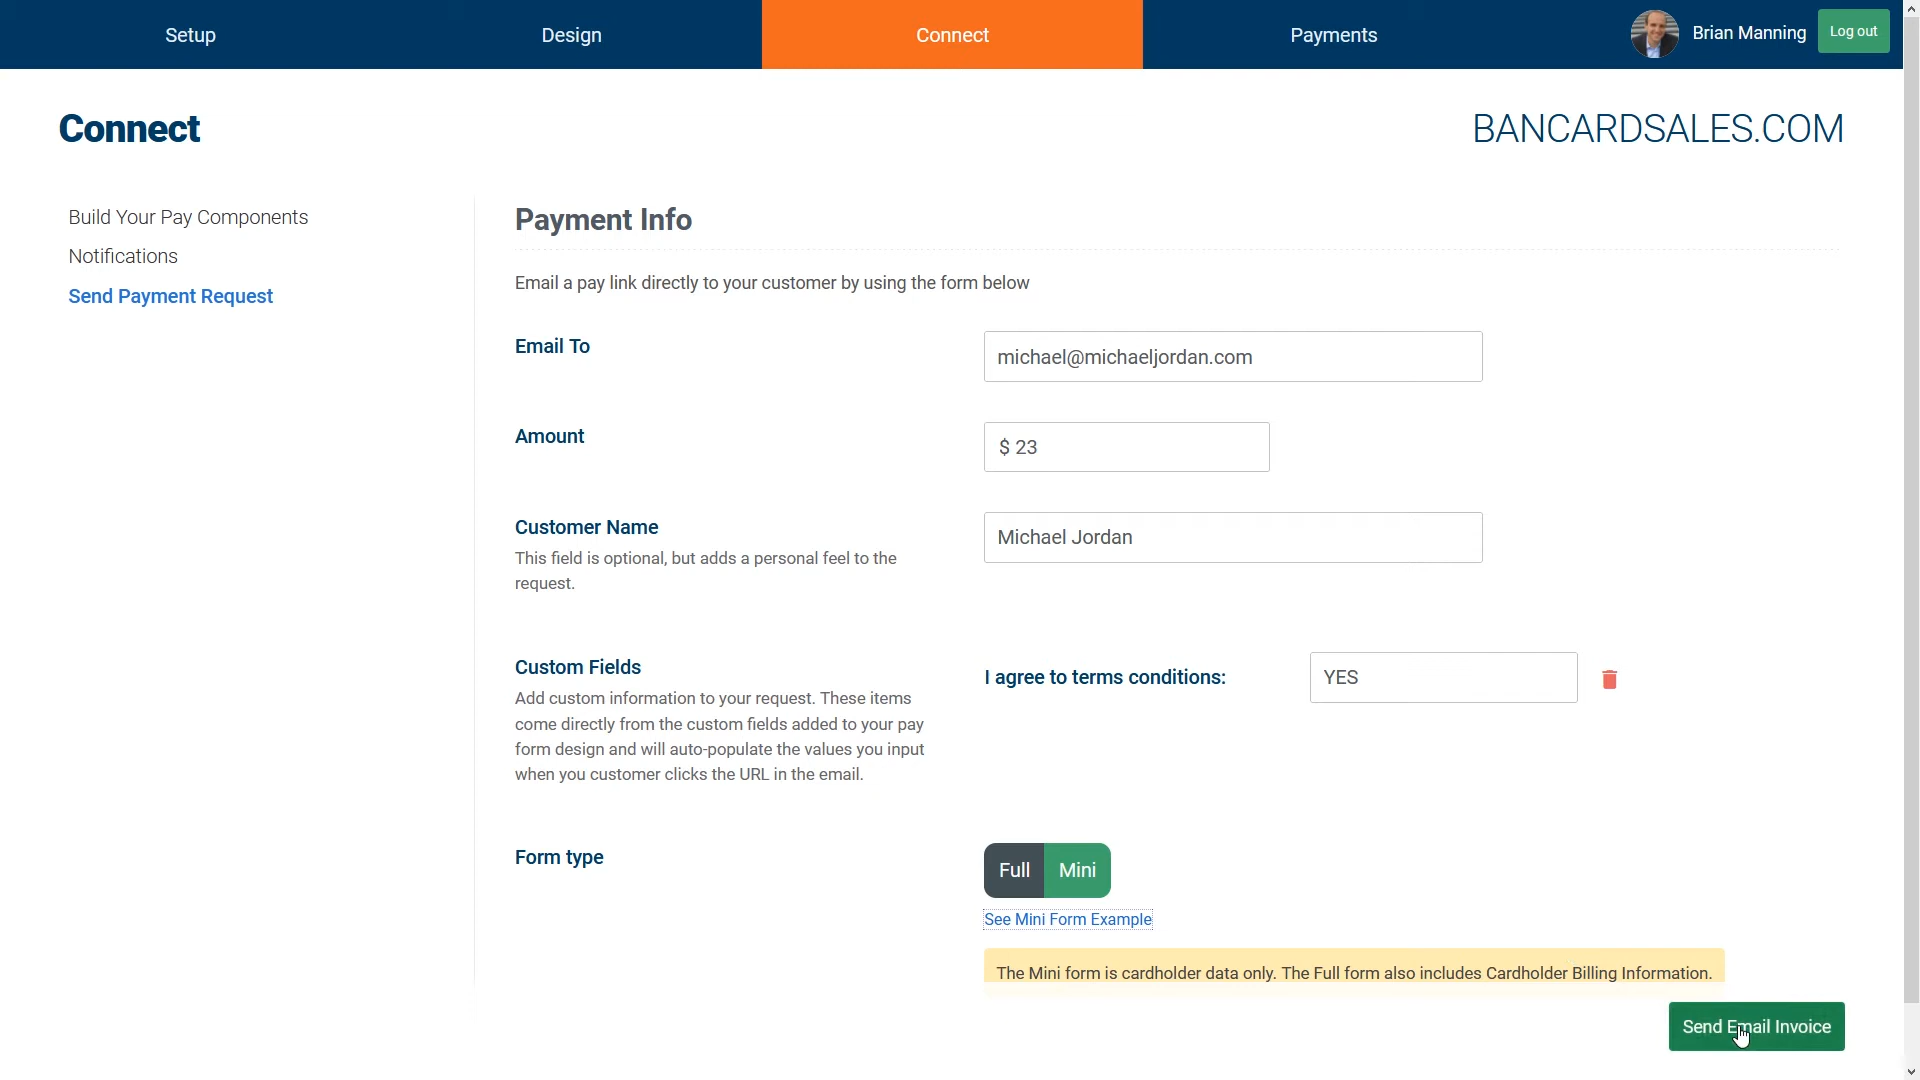 Setup
Design
Connect
Payments
Brian Manning
Log out
Connect
BANCARDSALES.COM
Build Your Pay Components
Notifications
Send Payment Request
Payment Info
Email a pay link directly to your customer by using the form below
Email To
michael@michaeljordan.com
Amount
$ 23
Customer Name
This field is optional, but adds a personal feel to the
request.
Michael Jordan
Custom Fields
Add custom information to your request. These items
come directly from the custom fields added to your pay
form design and will auto-populate the values you input
when you customer clicks the URL in the email.
I agree to terms conditions:
YES
Form type
Full
Mini
See Mini Form Example
The Mini form is cardholder data only. The Full form also includes Cardholder Billing Information.
Send Email Invoice